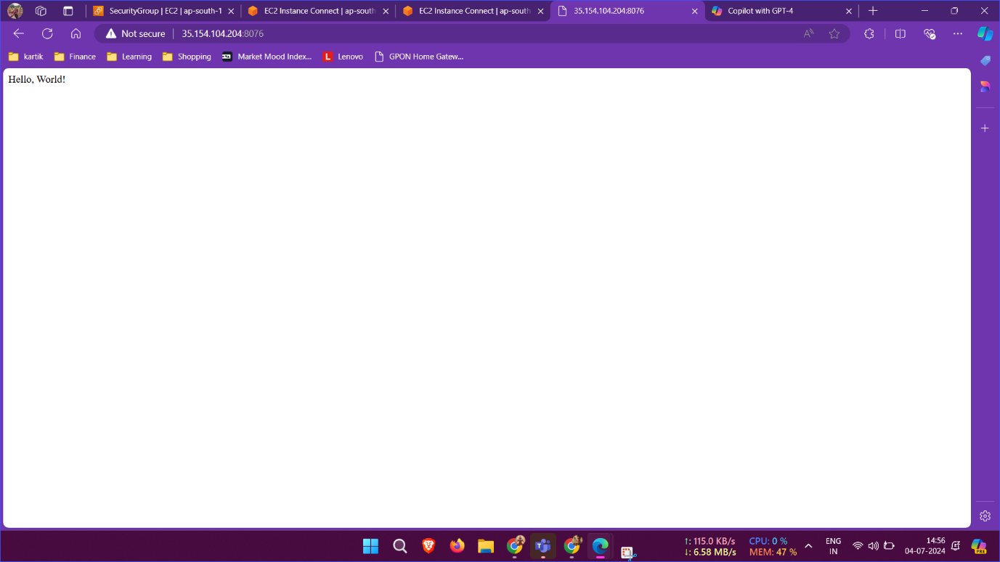 SecurityGroup | EC2 | ap-south-1
EC2 Instance Connect | ap-south
EC2 Instance Connect | ap-south
35.154.104.204:8076
Copilot with GPT-4
Not secure
35.154.104.204:8076
kartik
Finance
Learning
Shopping
Market Mood Index...
L Lenovo
GPON Home Gatew...
Hello, World!
↑: 115.0 KB/s
↓: 6.58 MB/s
CPU: 0 %
MEM: 47 %
ENG
IN
14:56
04-07-2024
PRE